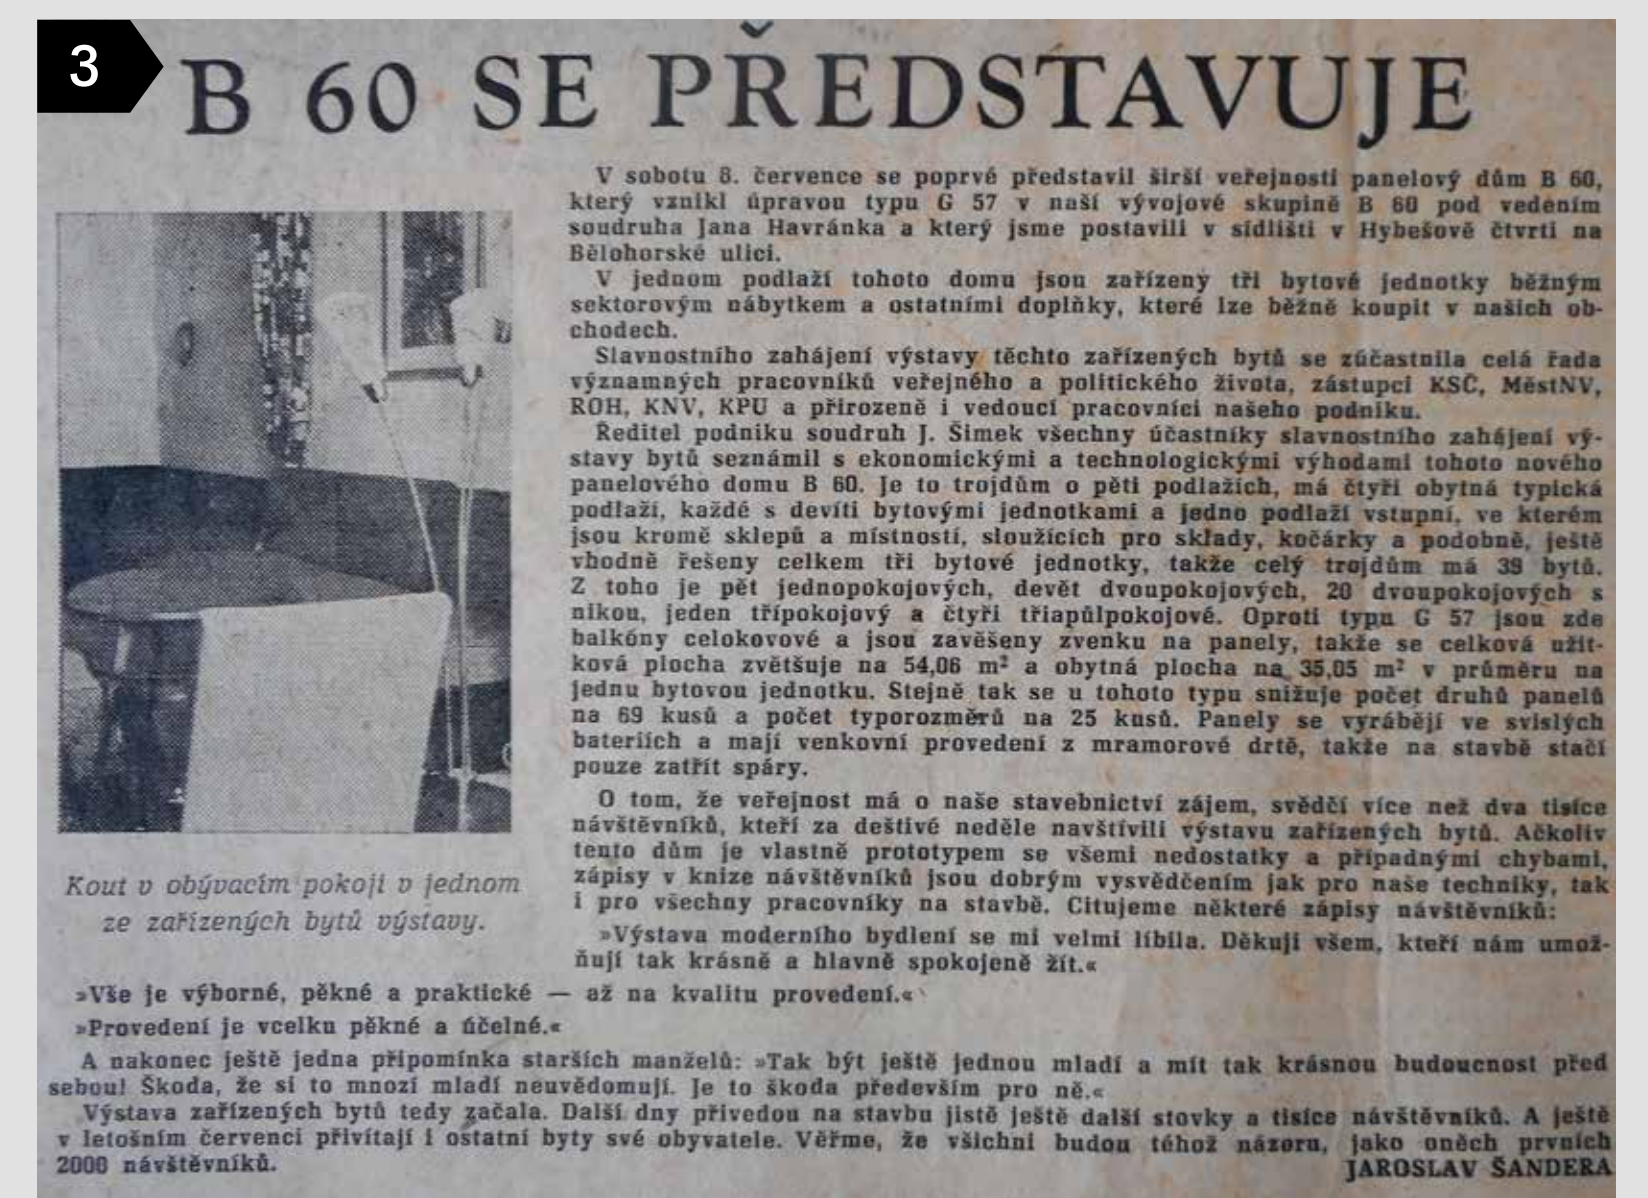 3
B 60 SE PŘEDSTAVUJE
V sobotu 8. července se poprvé představil širší veřejnosti panelový dům B 60,
který vznikl úpravou typu G 57 v naší vývojové skupině B 60 pod vedením
soudruha Jana Havránka a který jsme postavili v sídlišti v Hybešově čtvrti na
Bělohorské ulici.
V jednom podlaží tohoto domu jsou zařízeny tři bytové jednotky běžným
sektorovým nábytkem a ostatními doplňky, které lze běžně koupit v našich ob-
chodech.
Slavnostního zahájení výstavy těchto zařízených bytů se zúčastnila celá řada
významných pracovníků veřejného a politického života, zástupci KSČ, MěstNV,
ROH, KNV, KPU a přirozeně i vedoucí pracovníci našeho podniku.
Ředitel podniku soudruh J. Šimek všechny účastníky slavnostního zahájení vý-
stavy bytů seznámil s ekonomickými a technologickými výhodami tohoto nového
panelového domu B 60. Je to trojdům o pěti podlažích, má čtyři obytná typická
podlaží, každé s devíti bytovými jednotkami a jedno podlaží vstupní, ve kterém
jsou kromě sklepů a místností, sloužících pro sklady, kočárky a podobně, ještě
vhodně řešeny celkem tři bytové jednotky, takže celý trojdům má 39 bytů.
Z toho je pět jednopokojových, devět dvoupokojových, 20 dvoupokojových s
nikou, jeden třípokojový a čtyři třiapůlpokojové. Oproti typu G 57 jsou zde
balkóny celokovové a jsou zavěšeny zvenku na panely, takže se celková užit-
ková plocha zvětšuje na 54,06 m² a obytná plocha na 35,05 m² v průměru na
jednu bytovou jednotku. Stejně tak se u tohoto typu snižuje počet druhů panelů
na 69 kusů a počet typorozměrů na 25 kusů. Panely se vyrábějí ve svislých
bateriích a mají venkovní provedení z mramorové drtě, takže na stavbě stačí
pouze zatřít spáry.
O tom, že veřejnost má o naše stavebnictví zájem, svědčí více než dva tisíce
návštěvníků, kteří za deštivé neděle navštívili výstavu zařízených bytů. Ačkoliv
tento dům je vlastně prototypem se všemi nedostatky a případnými chybami,
zápisy v knize návštěvníků jsou dobrým vysvědčením jak pro naše techniky, tak
i pro všechny pracovníky na stavbě. Citujeme některé zápisy návštěvníků:
»Výstava moderního bydlení se mi velmi líbila. Děkuji všem, kteří nám umož-
ňují tak krásně a hlavně spokojeně žít.«
Kout v obývacím pokoji v jednom
ze zařízených bytů výstavy.
»Vše je výborné, pěkné a praktické — až na kvalitu provedení.«
»Provedení je vcelku pěkné a účelné.«
A nakonec ještě jedna připomínka starších manželů: »Tak být ještě jednou mladí a mít tak krásnou budoucnost před
sebou! Škoda, že si to mnozí mladí neuvědomují. Je to škoda především pro ně.«
Výstava zařízených bytů tedy začala. Další dny přivedou na stavbu jistě ještě další stovky a tisíce návštěvníků. A ještě
v letošním červenci přivítají i ostatní byty své obyvatele. Věřme, že všichni budou téhož názoru, jako oněch prvních
2000 návštěvníků.
JAROSLAV ŠANDERA